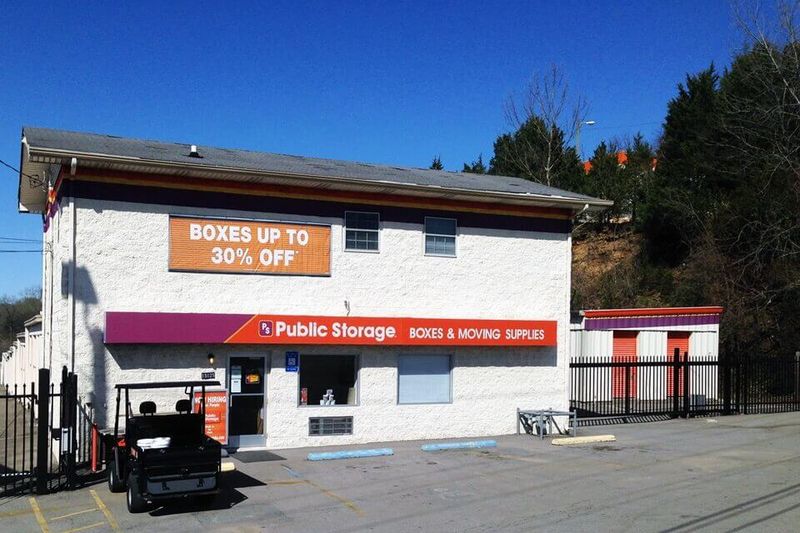 BOXES UP TO
30% OFF*
PS Public Storage BOXES & MOVING SUPPLIES
HIRING